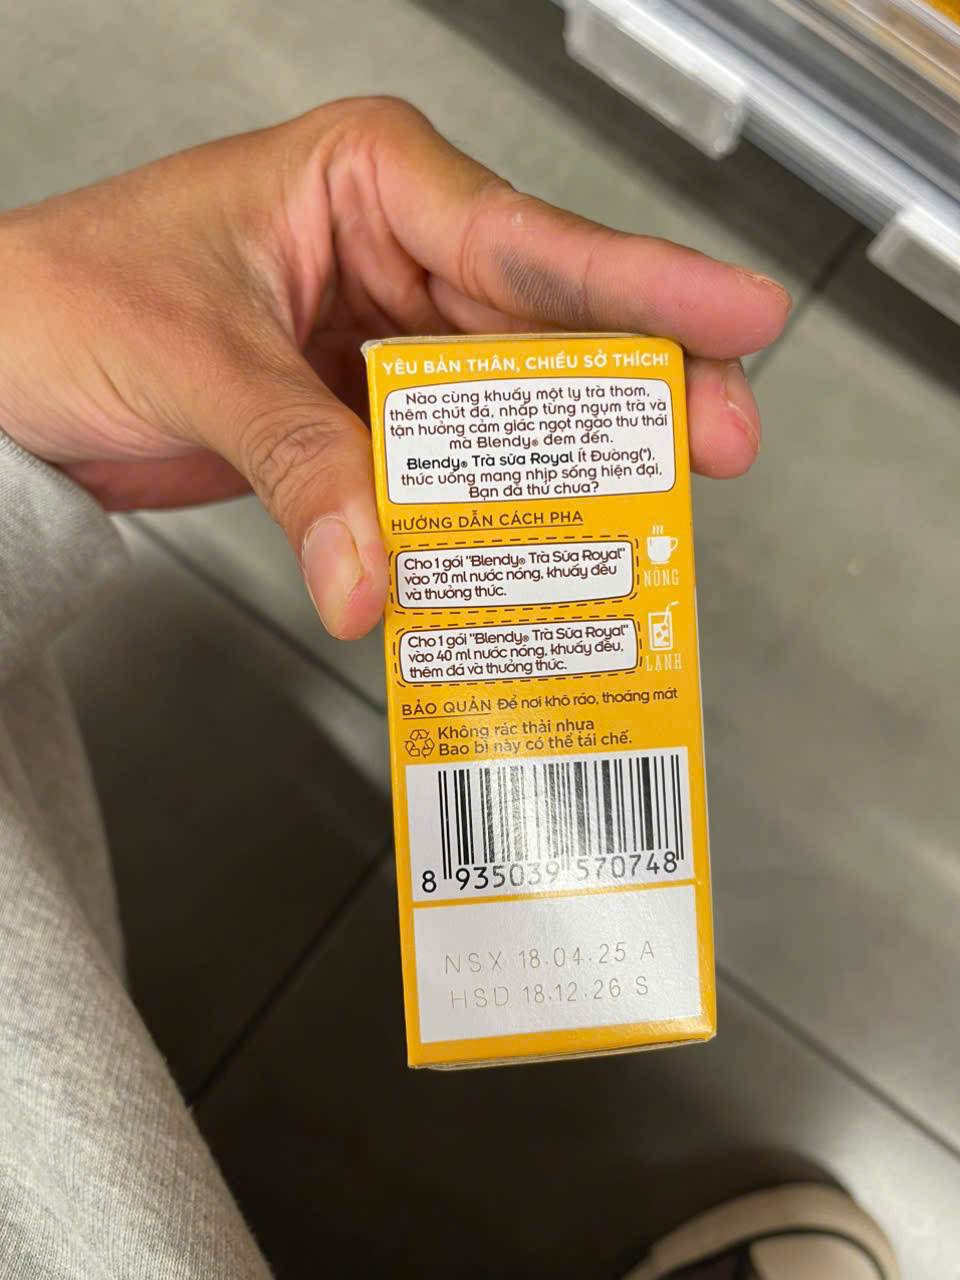 YÊU BẢN THÂN, CHIỀU SỞ THÍCH!
Nào cùng khuấy một ly trà thơm,
thêm chút đá, nhấp từng ngụm trà và
tận hưởng cảm giác ngọt ngào thư thái
mà Blendy® đem đến.
Blendy® Trà sữa Royal Ít Đường(*),
thức uống mang nhịp sống hiện đại,
Bạn đã thử chưa?
HƯỚNG DẪN CÁCH PHA
Cho 1 gói "Blendy® Trà Sữa Royal"
vào 70 ml nước nóng, khuấy đều
và thưởng thức.
NÓNG
Cho 1 gói "Blendy® Trà Sữa Royal"
vào 40 ml nước nóng, khuấy đều,
thêm đá và thưởng thức.
LẠNH
BẢO QUẢN Để nơi khô ráo, thoáng mát
Không rác thải nhựa
Bao bì này có thể tái chế.
8 935039 570748
NSX 18.04.25 A
HSD 18.12.26 S